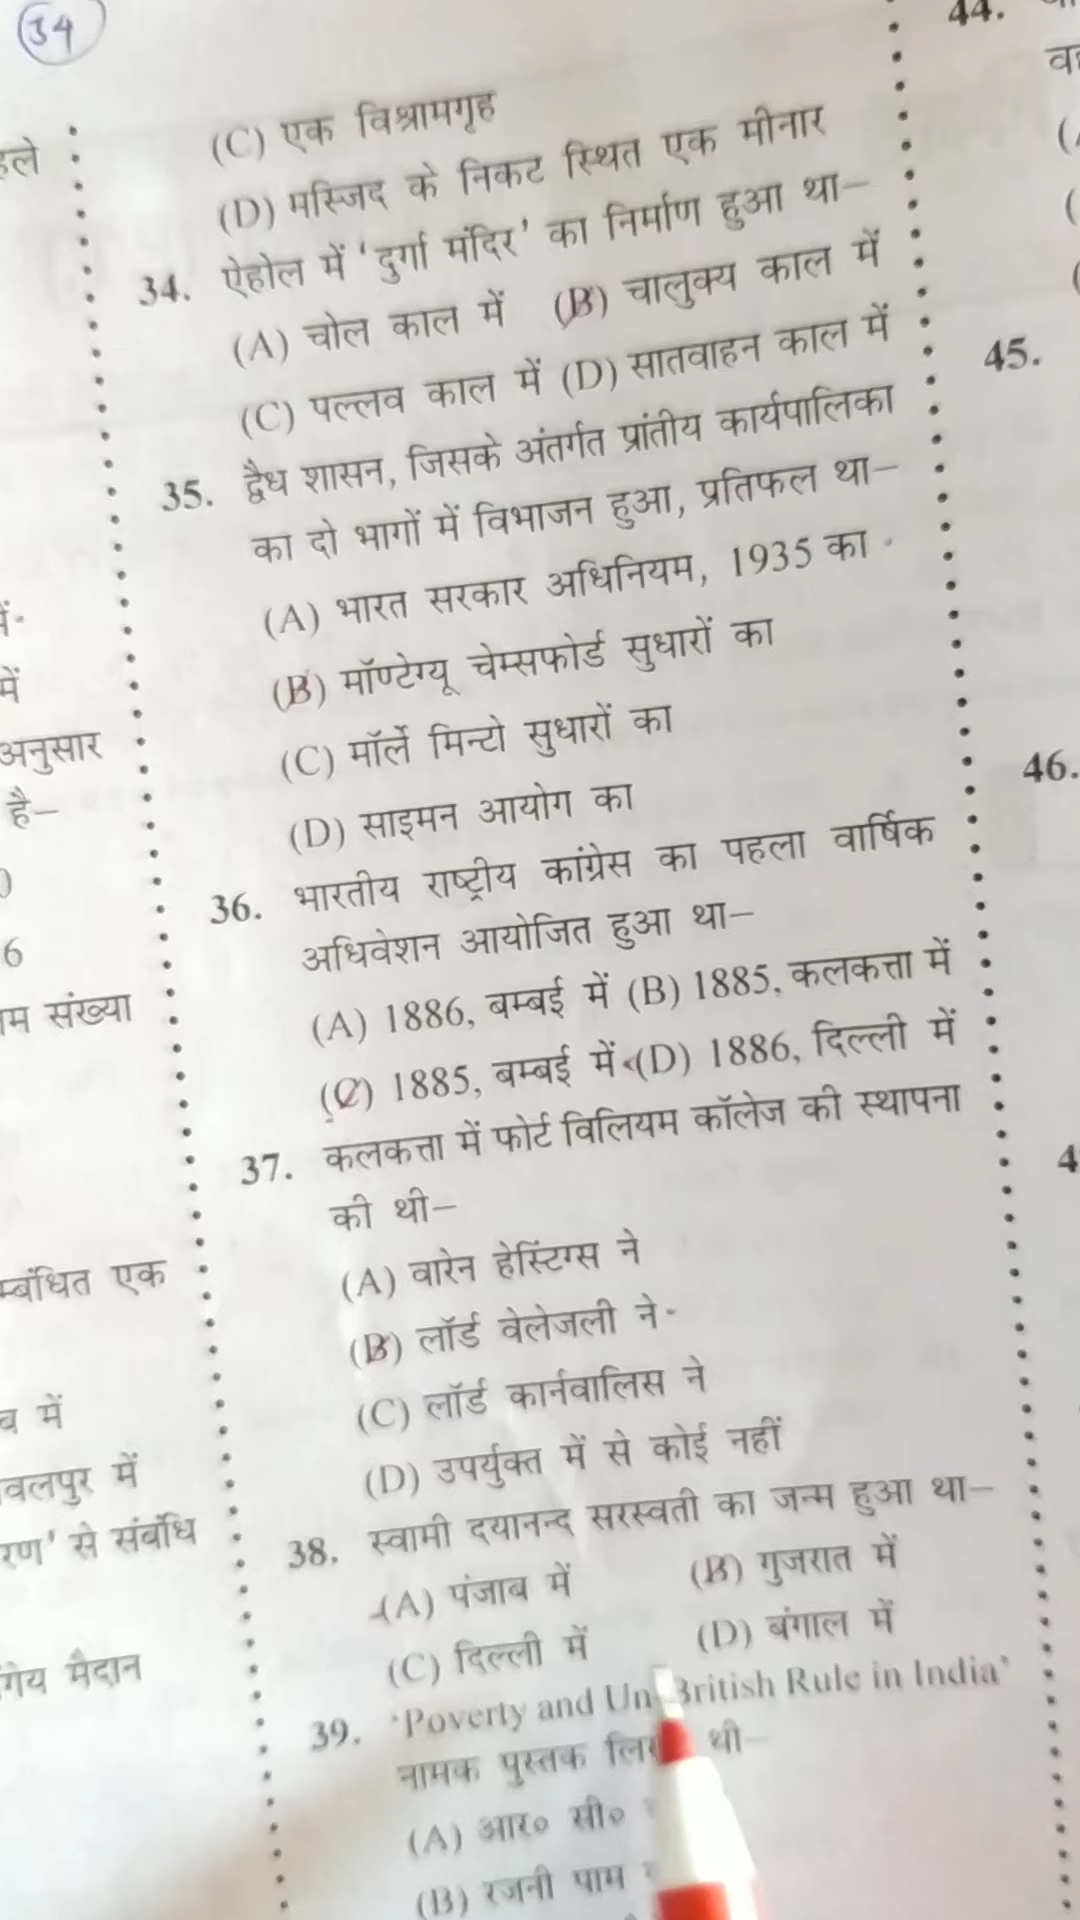 34
(C) एक विश्रामगृह
(D) मस्जिद के निकट स्थित एक मीनार
34. ऐहोल में 'दुर्गा मंदिर' का निर्माण हुआ था–
(A) चोल काल में (B) चालुक्य काल में
(C) पल्लव काल में (D) सातवाहन काल में
35. द्वैध शासन, जिसके अंतर्गत प्रांतीय कार्यपालिका
का दो भागों में विभाजन हुआ, प्रतिफल था–
(A) भारत सरकार अधिनियम, 1935 का
(B) मॉण्टेग्यू चेम्सफोर्ड सुधारों का
(C) मॉर्ले मिन्टो सुधारों का
(D) साइमन आयोग का
36. भारतीय राष्ट्रीय कांग्रेस का पहला वार्षिक
अधिवेशन आयोजित हुआ था–
(A) 1886, बम्बई में (B) 1885, कलकत्ता में
(C) 1885, बम्बई में (D) 1886, दिल्ली में
37. कलकत्ता में फोर्ट विलियम कॉलेज की स्थापना
की थी–
(A) वारेन हेस्टिंग्स ने
(B) लॉर्ड वेलेजली ने
(C) लॉर्ड कार्नवालिस ने
(D) उपर्युक्त में से कोई नहीं
38. स्वामी दयानन्द सरस्वती का जन्म हुआ था–
(A) पंजाब में (B) गुजरात में
(C) दिल्ली में (D) बंगाल में
39. 'Poverty and Un-British Rule in India'
नामक पुस्तक थी–
(A) आर० सी०
(B) रजनी पाम
में
अनुसार
है–
6
संख्या
एक
में
में
से
मैदान
44.
45.
46.